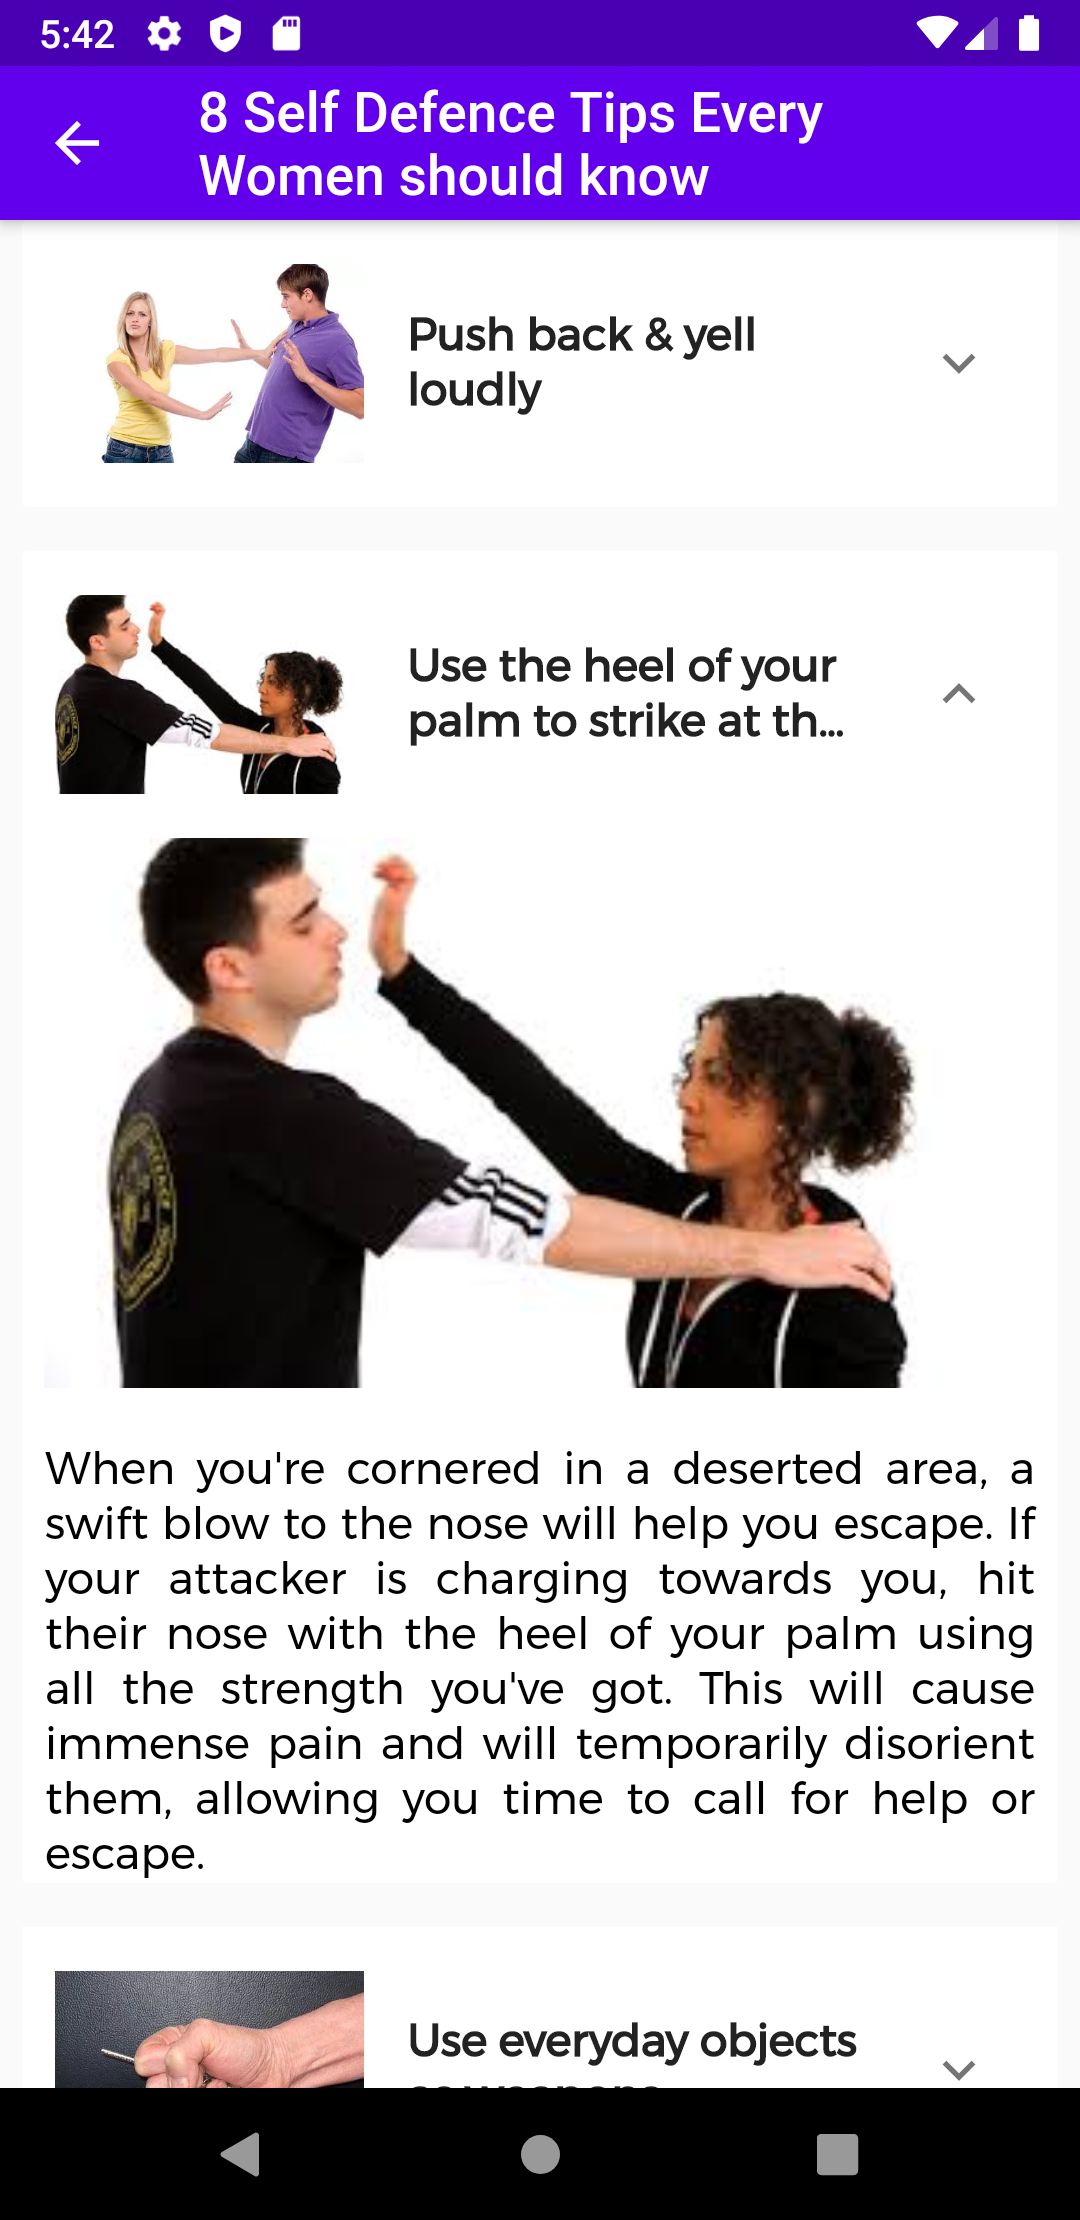 5:42
8 Self Defence Tips Every
Women should know
Push back & yell
loudly
Use the heel of your
palm to strike at th...
When you're cornered in a deserted area, a
swift blow to the nose will help you escape. If
your attacker is charging towards you, hit
their nose with the heel of your palm using
all the strength you've got. This will cause
immense pain and will temporarily disorient
them, allowing you time to call for help or
escape.
Use everyday objects